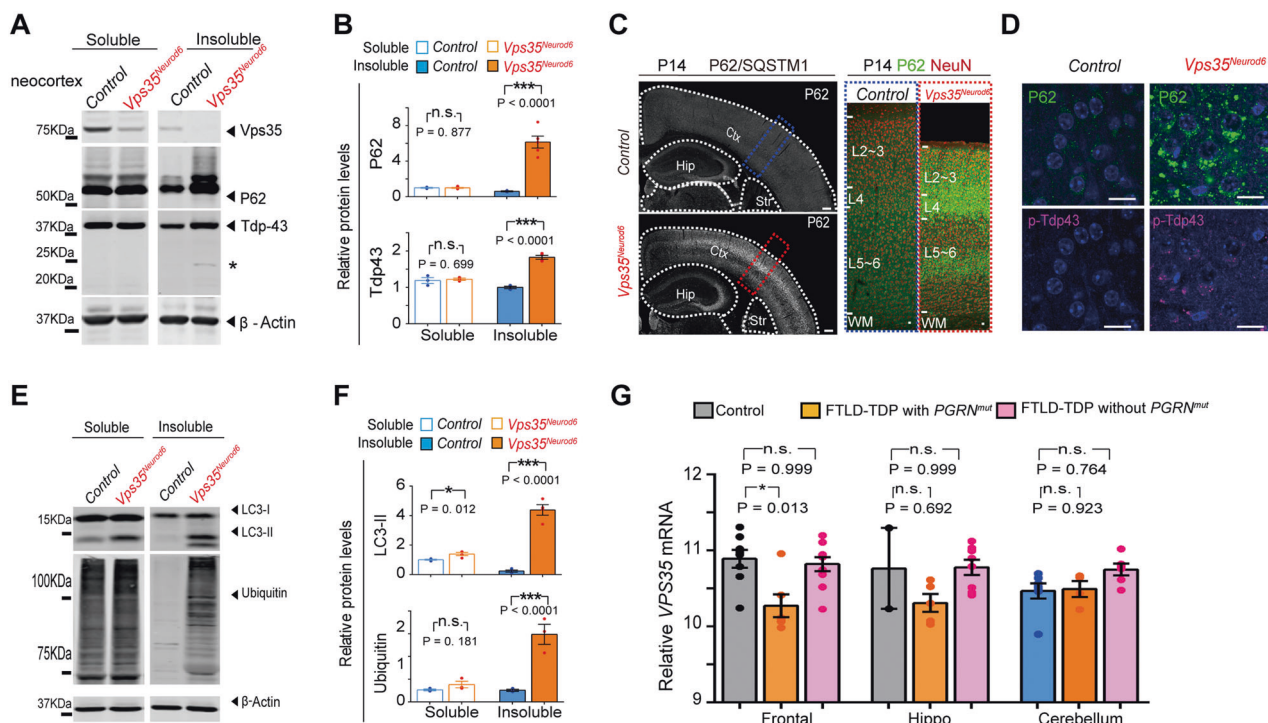 A
Soluble
Insoluble
neocortex
Control
Vps35Neurod6
Control
Vps35Neurod6
75KDa
Vps35
50KDa
P62
37KDa
Tdp-43
25KDa
20KDa
*
37KDa
β - Actin
B
Soluble Control Vps35Neurod6
Insoluble Control Vps35Neurod6
Relative protein levels
P62
8
4
0
n.s.
P = 0. 877
***
P < 0.0001
Tdp43
2
1
0
n.s.
P = 0. 699
***
P < 0.0001
Soluble
Insoluble
C
P14 P62/SQSTM1
Control
P62
Ctx
Hip
Str
Vps35Neurod6
P62
Ctx
Hip
Str
P14 P62 NeuN
Control
Vps35Neurod6
L2~3
L4
L5~6
WM
L2~3
L4
L5~6
WM
D
Control
Vps35Neurod6
P62
P62
p-Tdp43
p-Tdp43
E
Soluble
Insoluble
Control
Vps35Neurod6
Control
Vps35Neurod6
15KDa
LC3-I
LC3-II
100KDa
Ubiquitin
75KDa
37KDa
β-Actin
F
Soluble Control Vps35Neurod6
Insoluble Control Vps35Neurod6
Relative protein levels
LC3-II
6
4
2
0
*
P = 0. 012
***
P < 0.0001
Ubiquitin
2
1
0
n.s.
P = 0. 181
***
P < 0.0001
Soluble
Insoluble
G
Control
FTLD-TDP with PGRNmut
FTLD-TDP without PGRNmut
Relative VPS35 mRNA
12
11
10
9
n.s.
P = 0.999
*
P = 0.013
n.s.
P = 0.999
n.s.
P = 0.692
n.s.
P = 0.764
n.s.
P = 0.923
Frontal
Hippo
Cerebellum